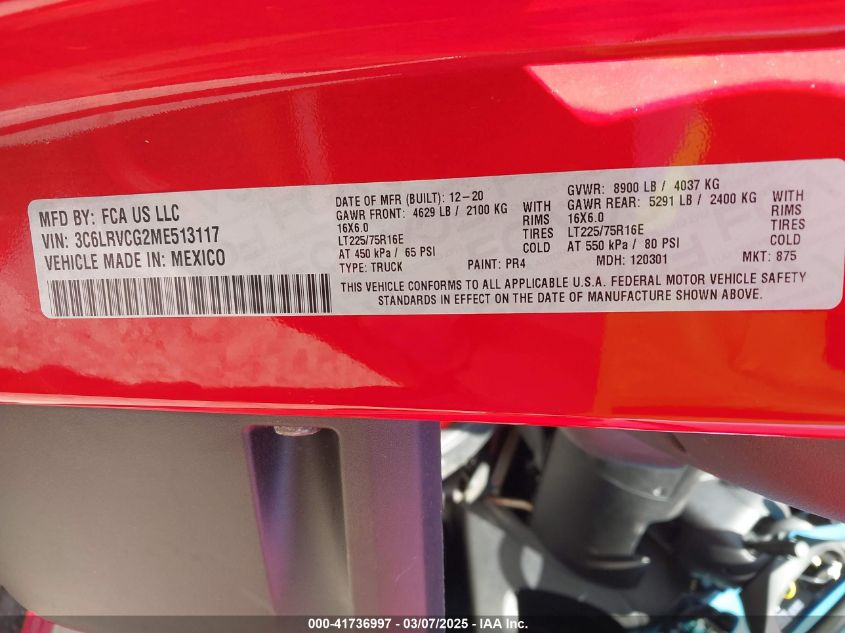 MFD BY: FCA US LLC
VIN: 3C6LRVCG2ME513117
VEHICLE MADE IN: MEXICO
DATE OF MFR (BUILT): 12-20
GAWR FRONT: 4629 LB / 2100 KG WITH
16X6.0 RIMS
LT225/75R16E TIRES
AT 450 kPa / 65 PSI COLD
TYPE: TRUCK PAINT: PR4
GVWR: 8900 LB / 4037 KG
GAWR REAR: 5291 LB / 2400 KG WITH
16X6.0 RIMS
LT225/75R16E TIRES
AT 550 kPa / 80 PSI COLD
MDH: 120301 MKT: 875
THIS VEHICLE CONFORMS TO ALL APPLICABLE U.S.A. FEDERAL MOTOR VEHICLE SAFETY
STANDARDS IN EFFECT ON THE DATE OF MANUFACTURE SHOWN ABOVE.
000-41736997 - 03/07/2025 - IAA Inc.